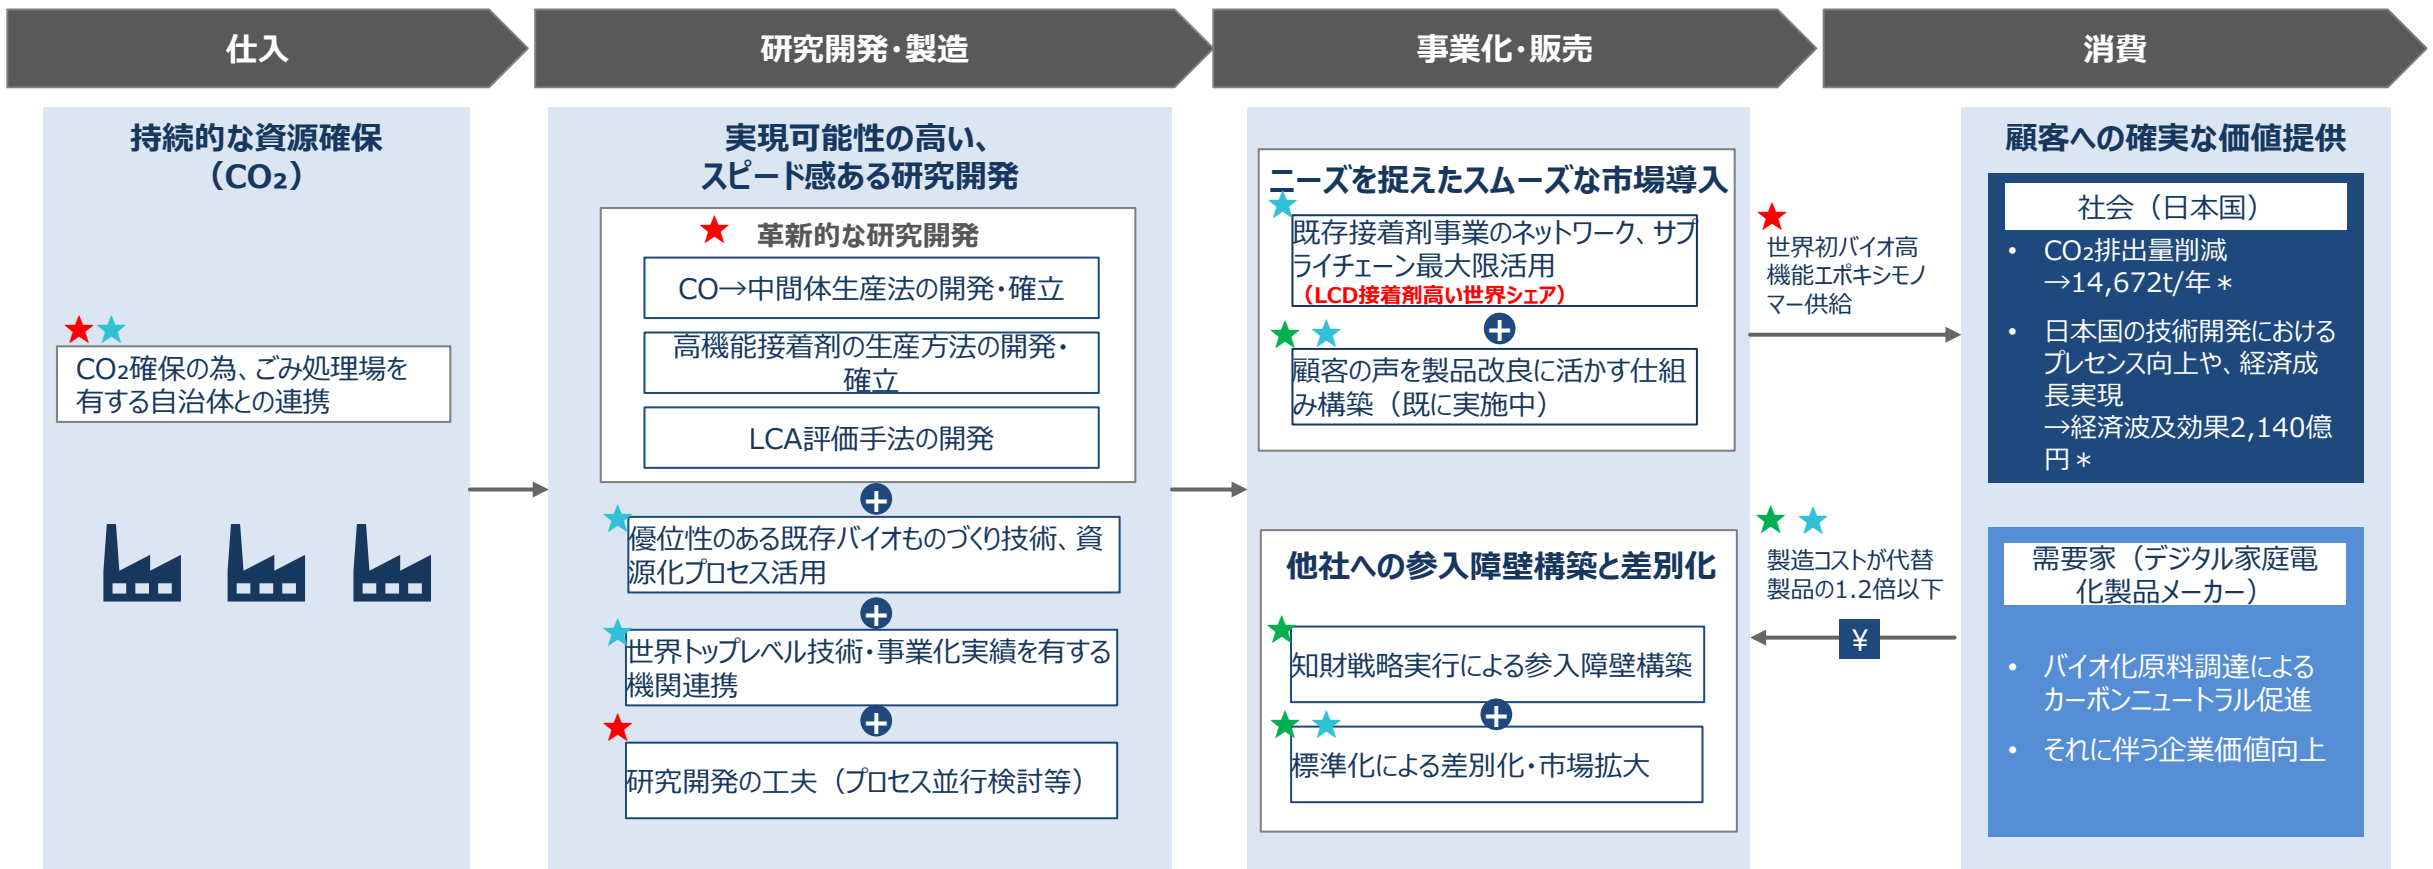 仕入
研究開発・製造
事業化・販売
消費
持続的な資源確保
（CO₂）
CO₂確保の為、ごみ処理場を
有する自治体との連携
実現可能性の高い、
スピード感ある研究開発
革新的な研究開発
CO→中間体生産法の開発・確立
高機能接着剤の生産方法の開発・
確立
LCA評価手法の開発
優位性のある既存バイオものづくり技術、資
源化プロセス活用
世界トップレベル技術・事業化実績を有する
機関連携
研究開発の工夫（プロセス並行検討等）
ニーズを捉えたスムーズな市場導入
既存接着剤事業のネットワーク、サプ
ライチェーン最大限活用
（LCD接着剤高い世界シェア）
顧客の声を製品改良に活かす仕組
み構築（既に実施中）
他社への参入障壁構築と差別化
知財戦略実行による参入障壁構築
標準化による差別化・市場拡大
世界初バイオ高
機能エポキシモノ
マー供給
製造コストが代替
製品の1.2倍以下
¥
顧客への確実な価値提供
社会（日本国）
• CO₂排出量削減
→14,672t/年＊
• 日本国の技術開発における
プレセンス向上や、経済成
長実現
→経済波及効果2,140億
円＊
需要家（デジタル家庭電
化製品メーカー）
• バイオ化原料調達による
カーボンニュートラル促進
• それに伴う企業価値向上